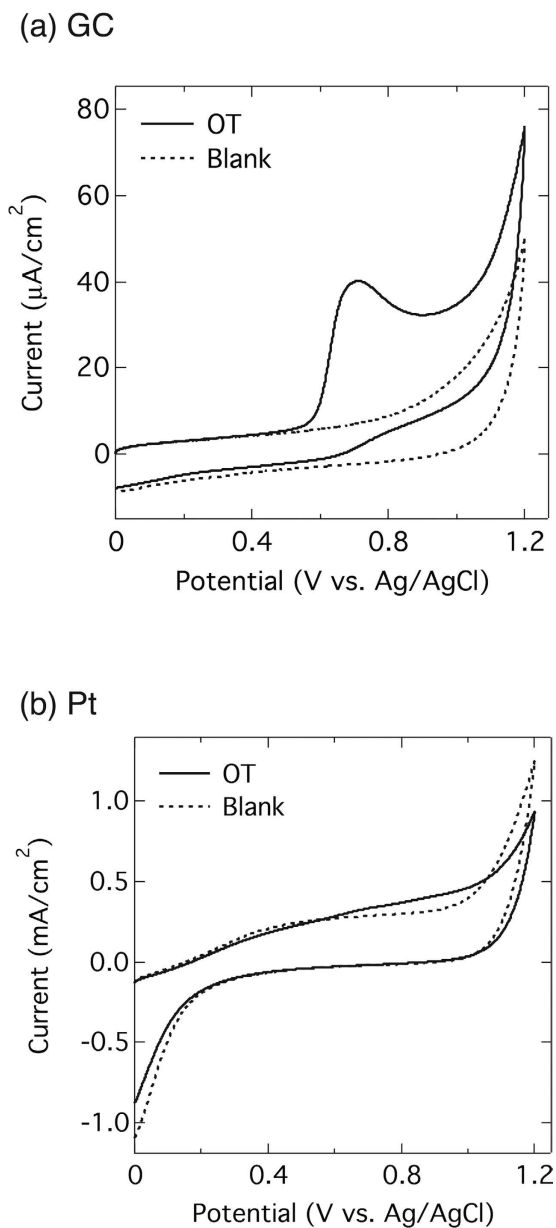 (a) GC
80
60
40
20
0
Current (μA/cm²)
OT
Blank
0
0.4
0.8
1.2
Potential (V vs. Ag/AgCl)
(b) Pt
1.0
0.5
0.0
-0.5
-1.0
Current (mA/cm²)
OT
Blank
0
0.4
0.8
1.2
Potential (V vs. Ag/AgCl)